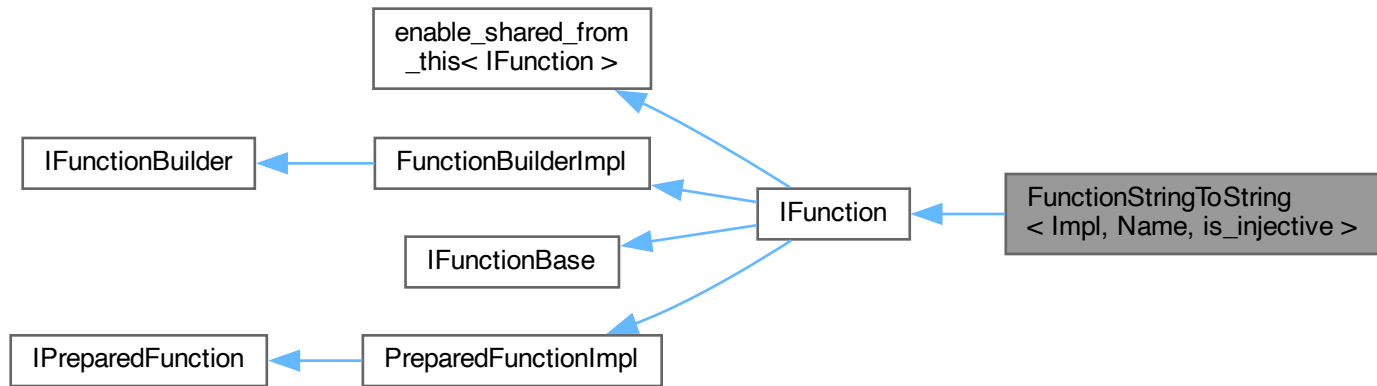 enable_shared_from
_this< IFunction >
IFunctionBuilder
FunctionBuilderImpl
IFunction
FunctionStringToString
< Impl, Name, is_injective >
IFunctionBase
IPreparedFunction
PreparedFunctionImpl